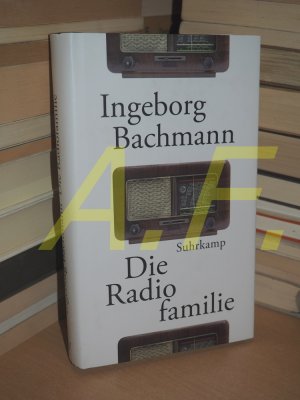 Ingeborg
Bachmann
Suhrkamp
Die
Radio
familie
A. F.